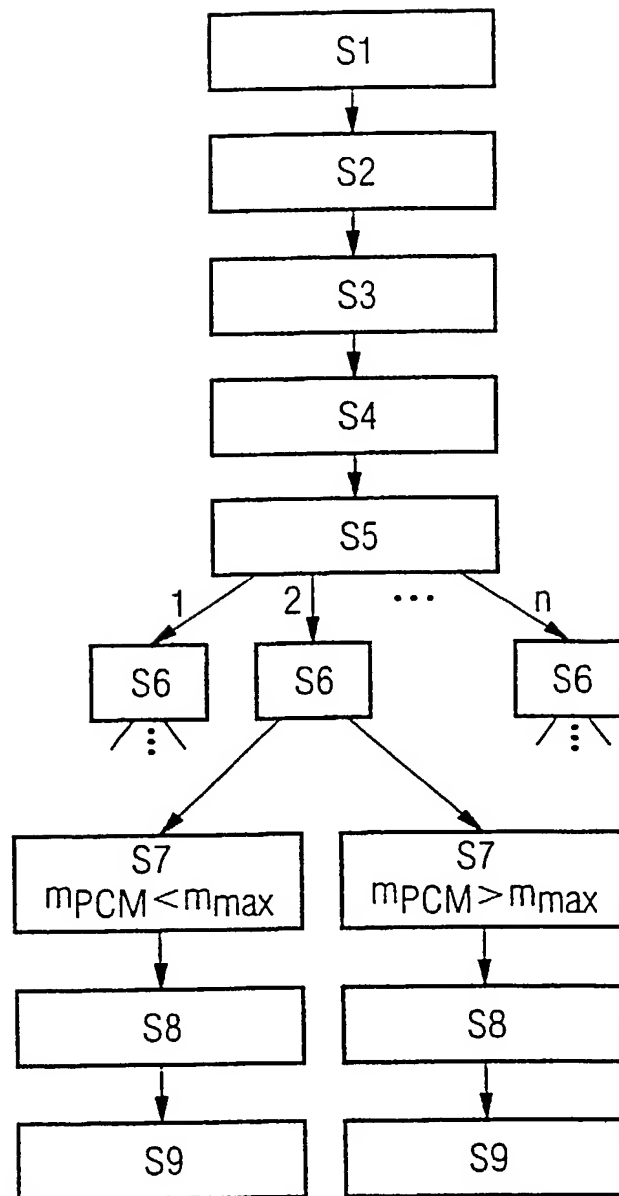 S1
S2
S3
S4
S5
1 2 ... n
S6 S6 S6
S7 S7
mPCM<mmax mPCM>mmax
S8 S8
S9 S9